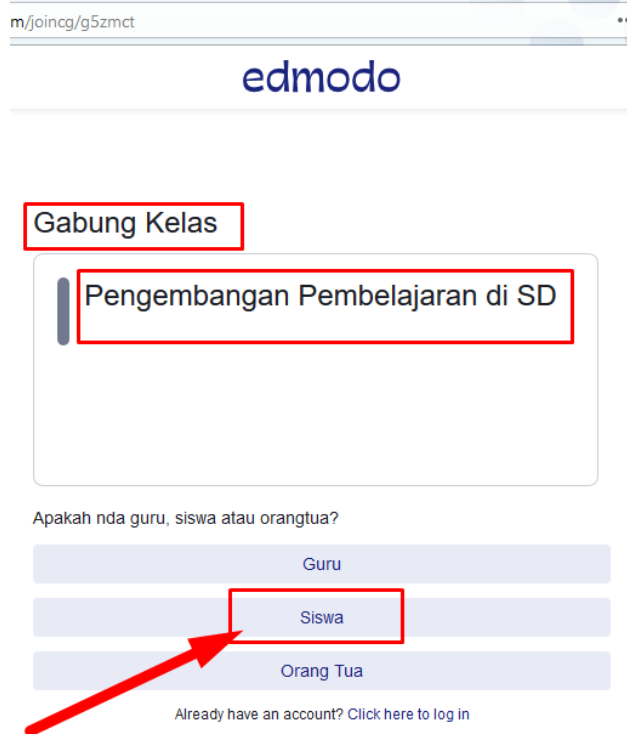 m/joincg/g5zmct
edmodo
Gabung Kelas
Pengembangan Pembelajaran di SD
Apakah nda guru, siswa atau orangtua?
Guru
Siswa
Orang Tua
Already have an account? Click here to log in